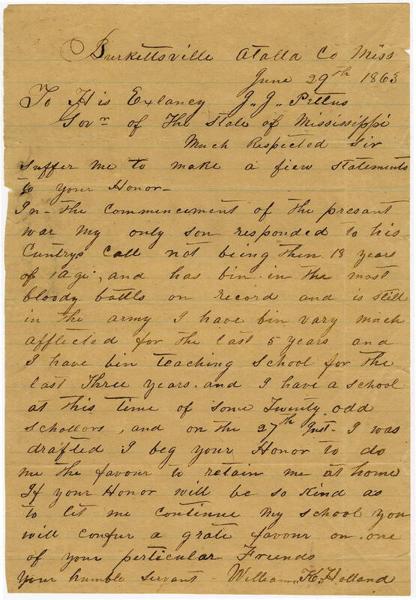 Burkettsville Atalla Co Miss
June 29th 1863
To His Exlancy J. J. Pettus
Govr of The State of Mississippi
Much Respected Sir
suffer me to make a fiew statements
to your Honor-
In- the commencement of the presant
war my only son responded to his
Cuntrys call not being then 18 years
of age, and has bin in the most
bloody battls on record and is still
in the army I have bin vary much
afflected for the last 5 years and
I have bin teaching school for the
last Three years. and I have a school
at this time of some Twenty odd
schollors, and on the 27th Inst- I was
drafted I beg your Honor to do
me the favour to retain me at home
If your Honor will be so kind as
to let me continue my school you
will confur a grate favour on one
of your perticular Friends
your humble servant - William H. Holland